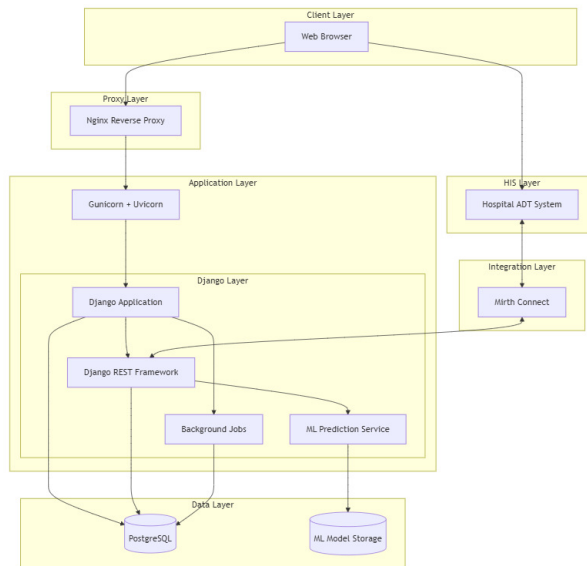 Client Layer
Web Browser
Proxy Layer
Nginx Reverse Proxy
Application Layer
Gunicorn + Uvicorn
HIS Layer
Hospital ADT System
Integration Layer
Mirth Connect
Django Layer
Django Application
Django REST Framework
Background Jobs
ML Prediction Service
Data Layer
PostgreSQL
ML Model Storage